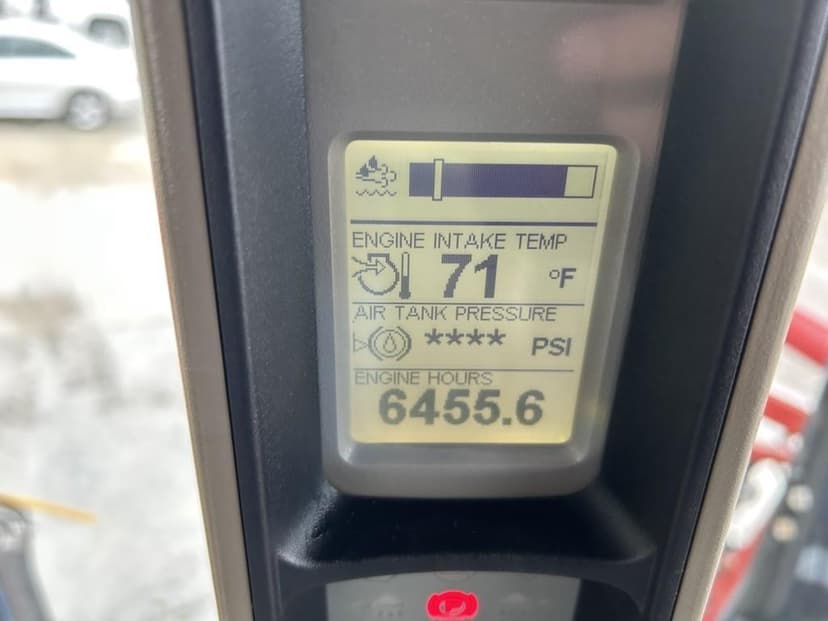 ENGINE INTAKE TEMP
71 °F
AIR TANK PRESSURE
**** PSI
ENGINE HOURS
6455.6